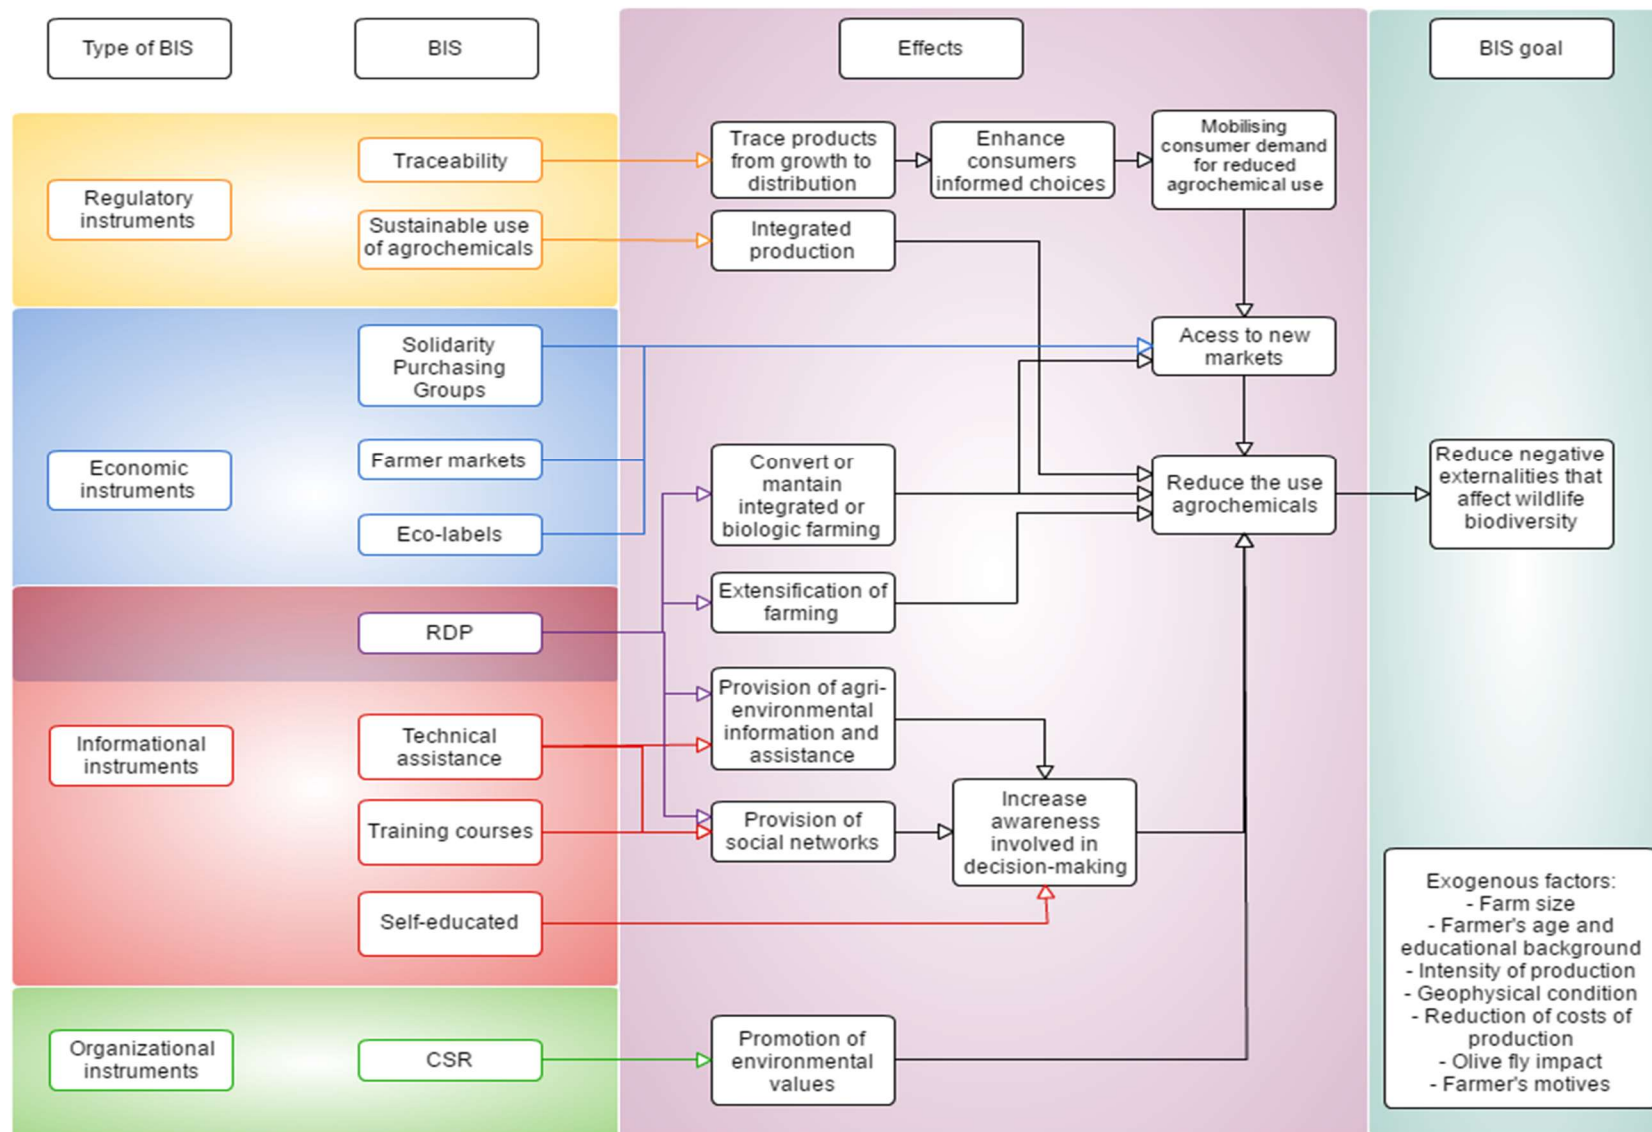 Type of BIS
BIS
Effects
BIS goal
Regulatory
instruments
Traceability
Sustainable use
of agrochemicals
Trace products
from growth to
distribution
Enhance
consumers
informed choices
Mobilising
consumer demand
for reduced
agrochemical use
Integrated
production
Economic
instruments
Solidarity
Purchasing
Groups
Farmer markets
Eco-labels
Acess to new
markets
Convert or
mantain
integrated or
biologic farming
Reduce the use
agrochemicals
Reduce negative
externalities that
affect wildlife
biodiversity
RDP
Extensification of
farming
Informational
instruments
Technical
assistance
Training courses
Self-educated
Provision of agri-
environmental
information and
assistance
Provision of
social networks
Increase
awareness
involved in
decision-making
Organizational
instruments
CSR
Promotion of
environmental
values
Exogenous factors:
- Farm size
- Farmer's age and
educational background
- Intensity of production
- Geophysical condition
- Reduction of costs of
production
- Olive fly impact
- Farmer's motives